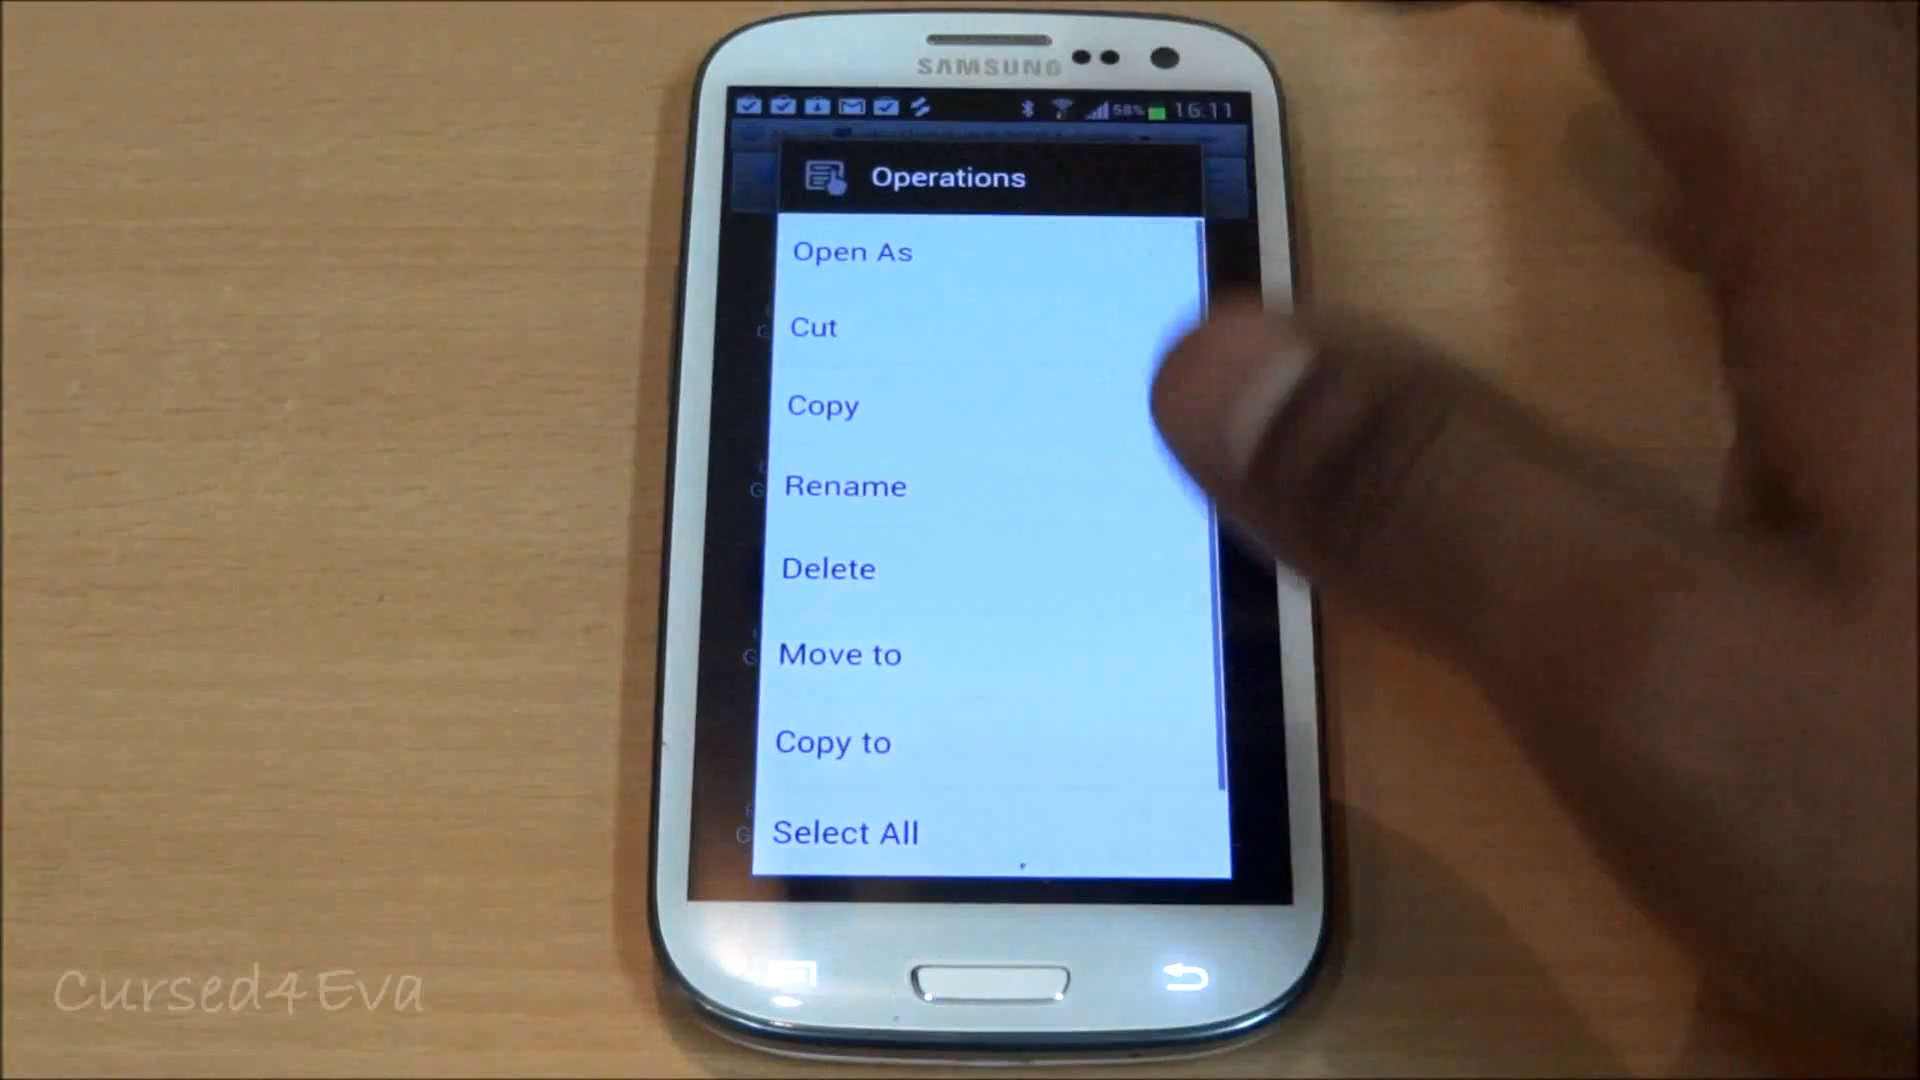 SAMSUNG
58% 16:11
Operations
Open As
Cut
Copy
Rename
Delete
Move to
Copy to
Select All
Cursed4Eva